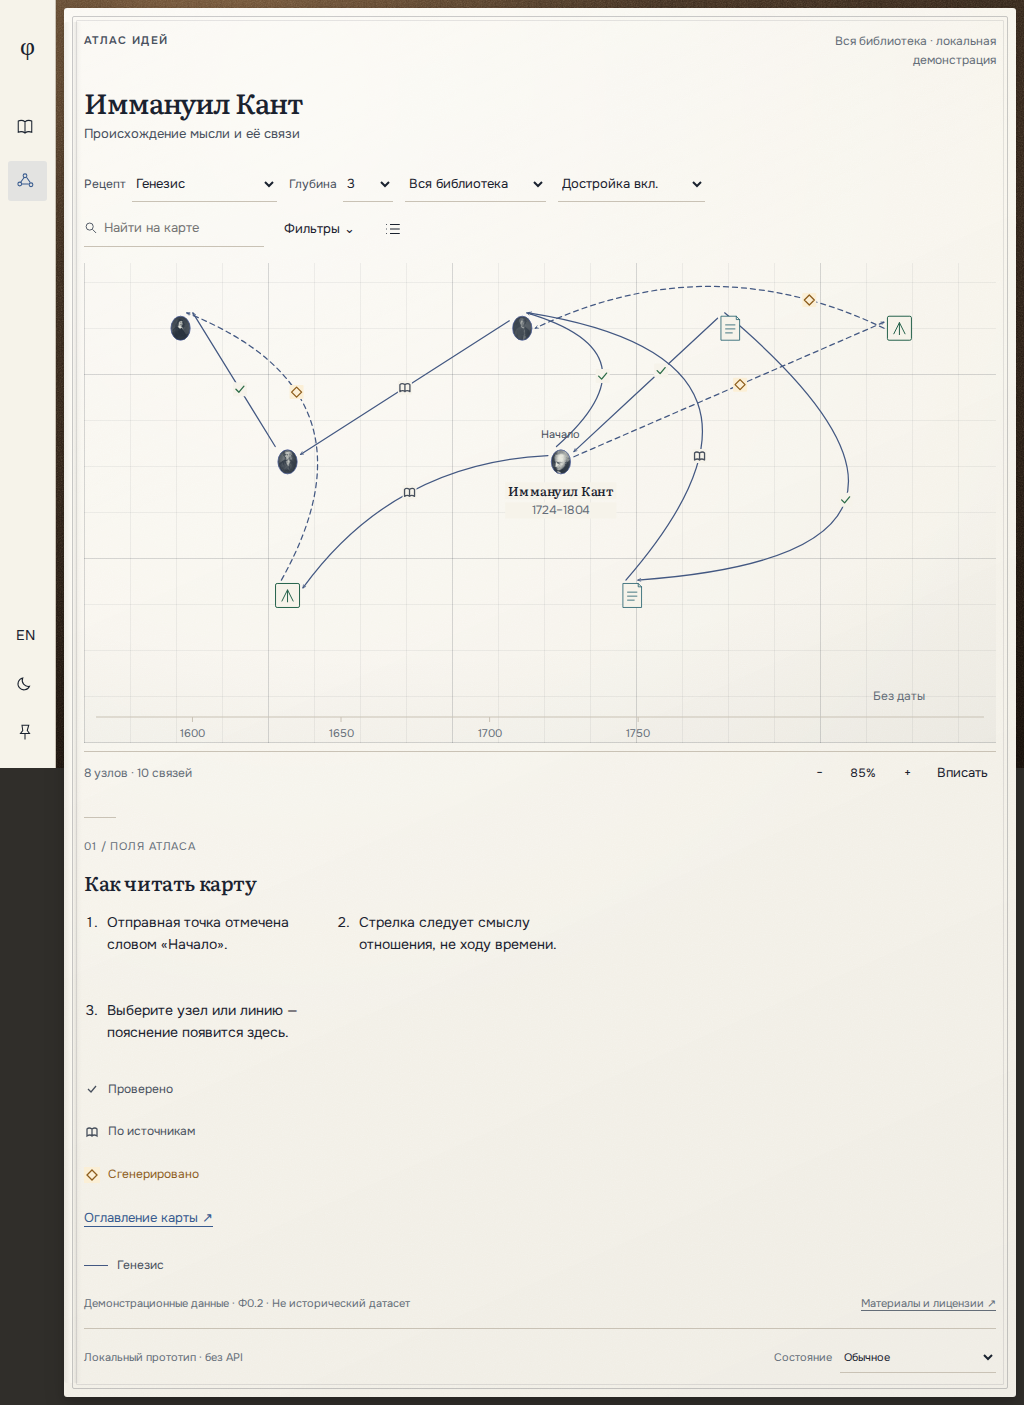 φ
АТЛАС ИДЕЙ
Вся библиотека · локальная
демонстрация
Иммануил Кант
Происхождение мысли и её связи
Рецепт Генезис Глубина 3 Вся библиотека Достройка вкл.
Найти на карте Фильтры
Начало
Иммануил Кант
1724–1804
Без даты
1600 1650 1700 1750
8 узлов · 10 связей
− 85% + Вписать
EN
01 / ПОЛЯ АТЛАСА
Как читать карту
1. Отправная точка отмечена
словом «Начало».
2. Стрелка следует смыслу
отношения, не ходу времени.
3. Выберите узел или линию —
пояснение появится здесь.
Проверено
По источникам
Сгенерировано
Оглавление карты ↗
Генезис
Демонстрационные данные · Ф0.2 · Не исторический датасет
Материалы и лицензии ↗
Локальный прототип · без API
Состояние Обычное